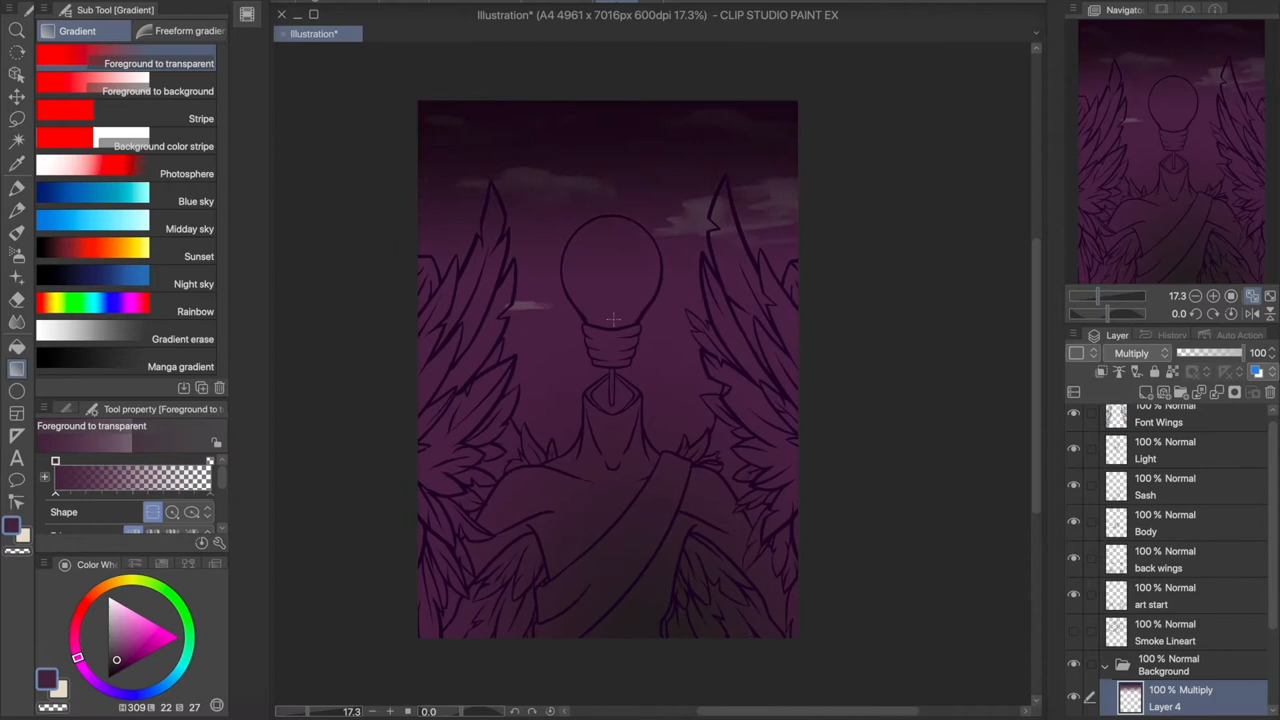 Sub Tool [Gradient]
Gradient
Freeform gradier
Foreground to transparent
Foreground to background
Stripe
Background color stripe
Photosphere
Blue sky
Midday sky
Sunset
Night sky
Rainbow
Gradient erase
Manga gradient
Tool property [Foreground to t
Foreground to transparent
Shape
Color Wh
H 309 L 22 S 27
Illustration* (A4 4961 x 7016px 600dpi 17.3%) - CLIP STUDIO PAINT EX
Illustration*
17.3
0.0
Navigator
17.3
0.0
Layer
History
Auto Action
Multiply
100
Font Wings
100 % Normal
Light
100 % Normal
Sash
100 % Normal
Body
100 % Normal
back wings
100 % Normal
art start
100 % Normal
Smoke Lineart
100 % Normal
Background
100 % Multiply
Layer 4